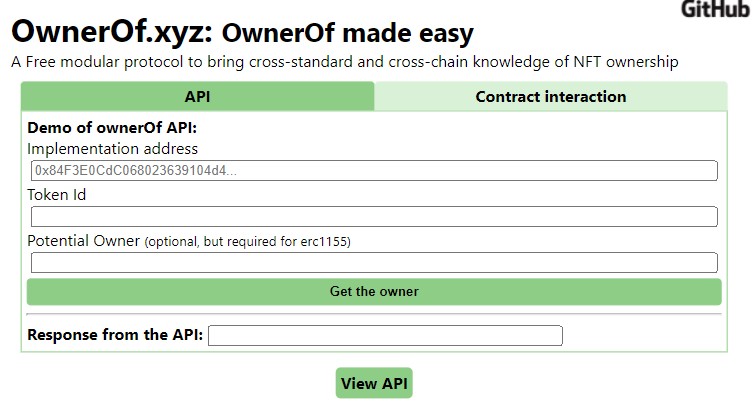 GitHub
OwnerOf.xyz: OwnerOf made easy
A Free modular protocol to bring cross-standard and cross-chain knowledge of NFT ownership
API
Contract interaction
Demo of ownerOf API:
Implementation address
0x84F3E0CdC068023639104d4...
Token Id
Potential Owner (optional, but required for erc1155)
Get the owner
Response from the API:
View API